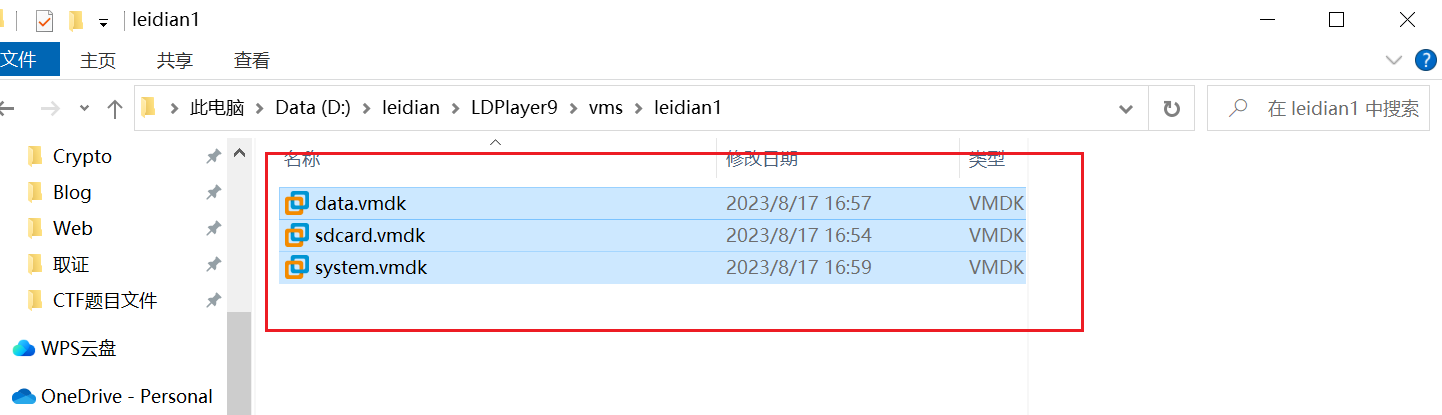 leidian1
文件 主页 共享 查看
此电脑 Data (D:) leidian LDPlayer9 vms leidian1 在 leidian1 中搜索
名称 修改日期 类型
Crypto
Blog
Web
取证
CTF题目文件
WPS云盘
OneDrive - Personal
data.vmdk 2023/8/17 16:57 VMDK
sdcard.vmdk 2023/8/17 16:54 VMDK
system.vmdk 2023/8/17 16:59 VMDK